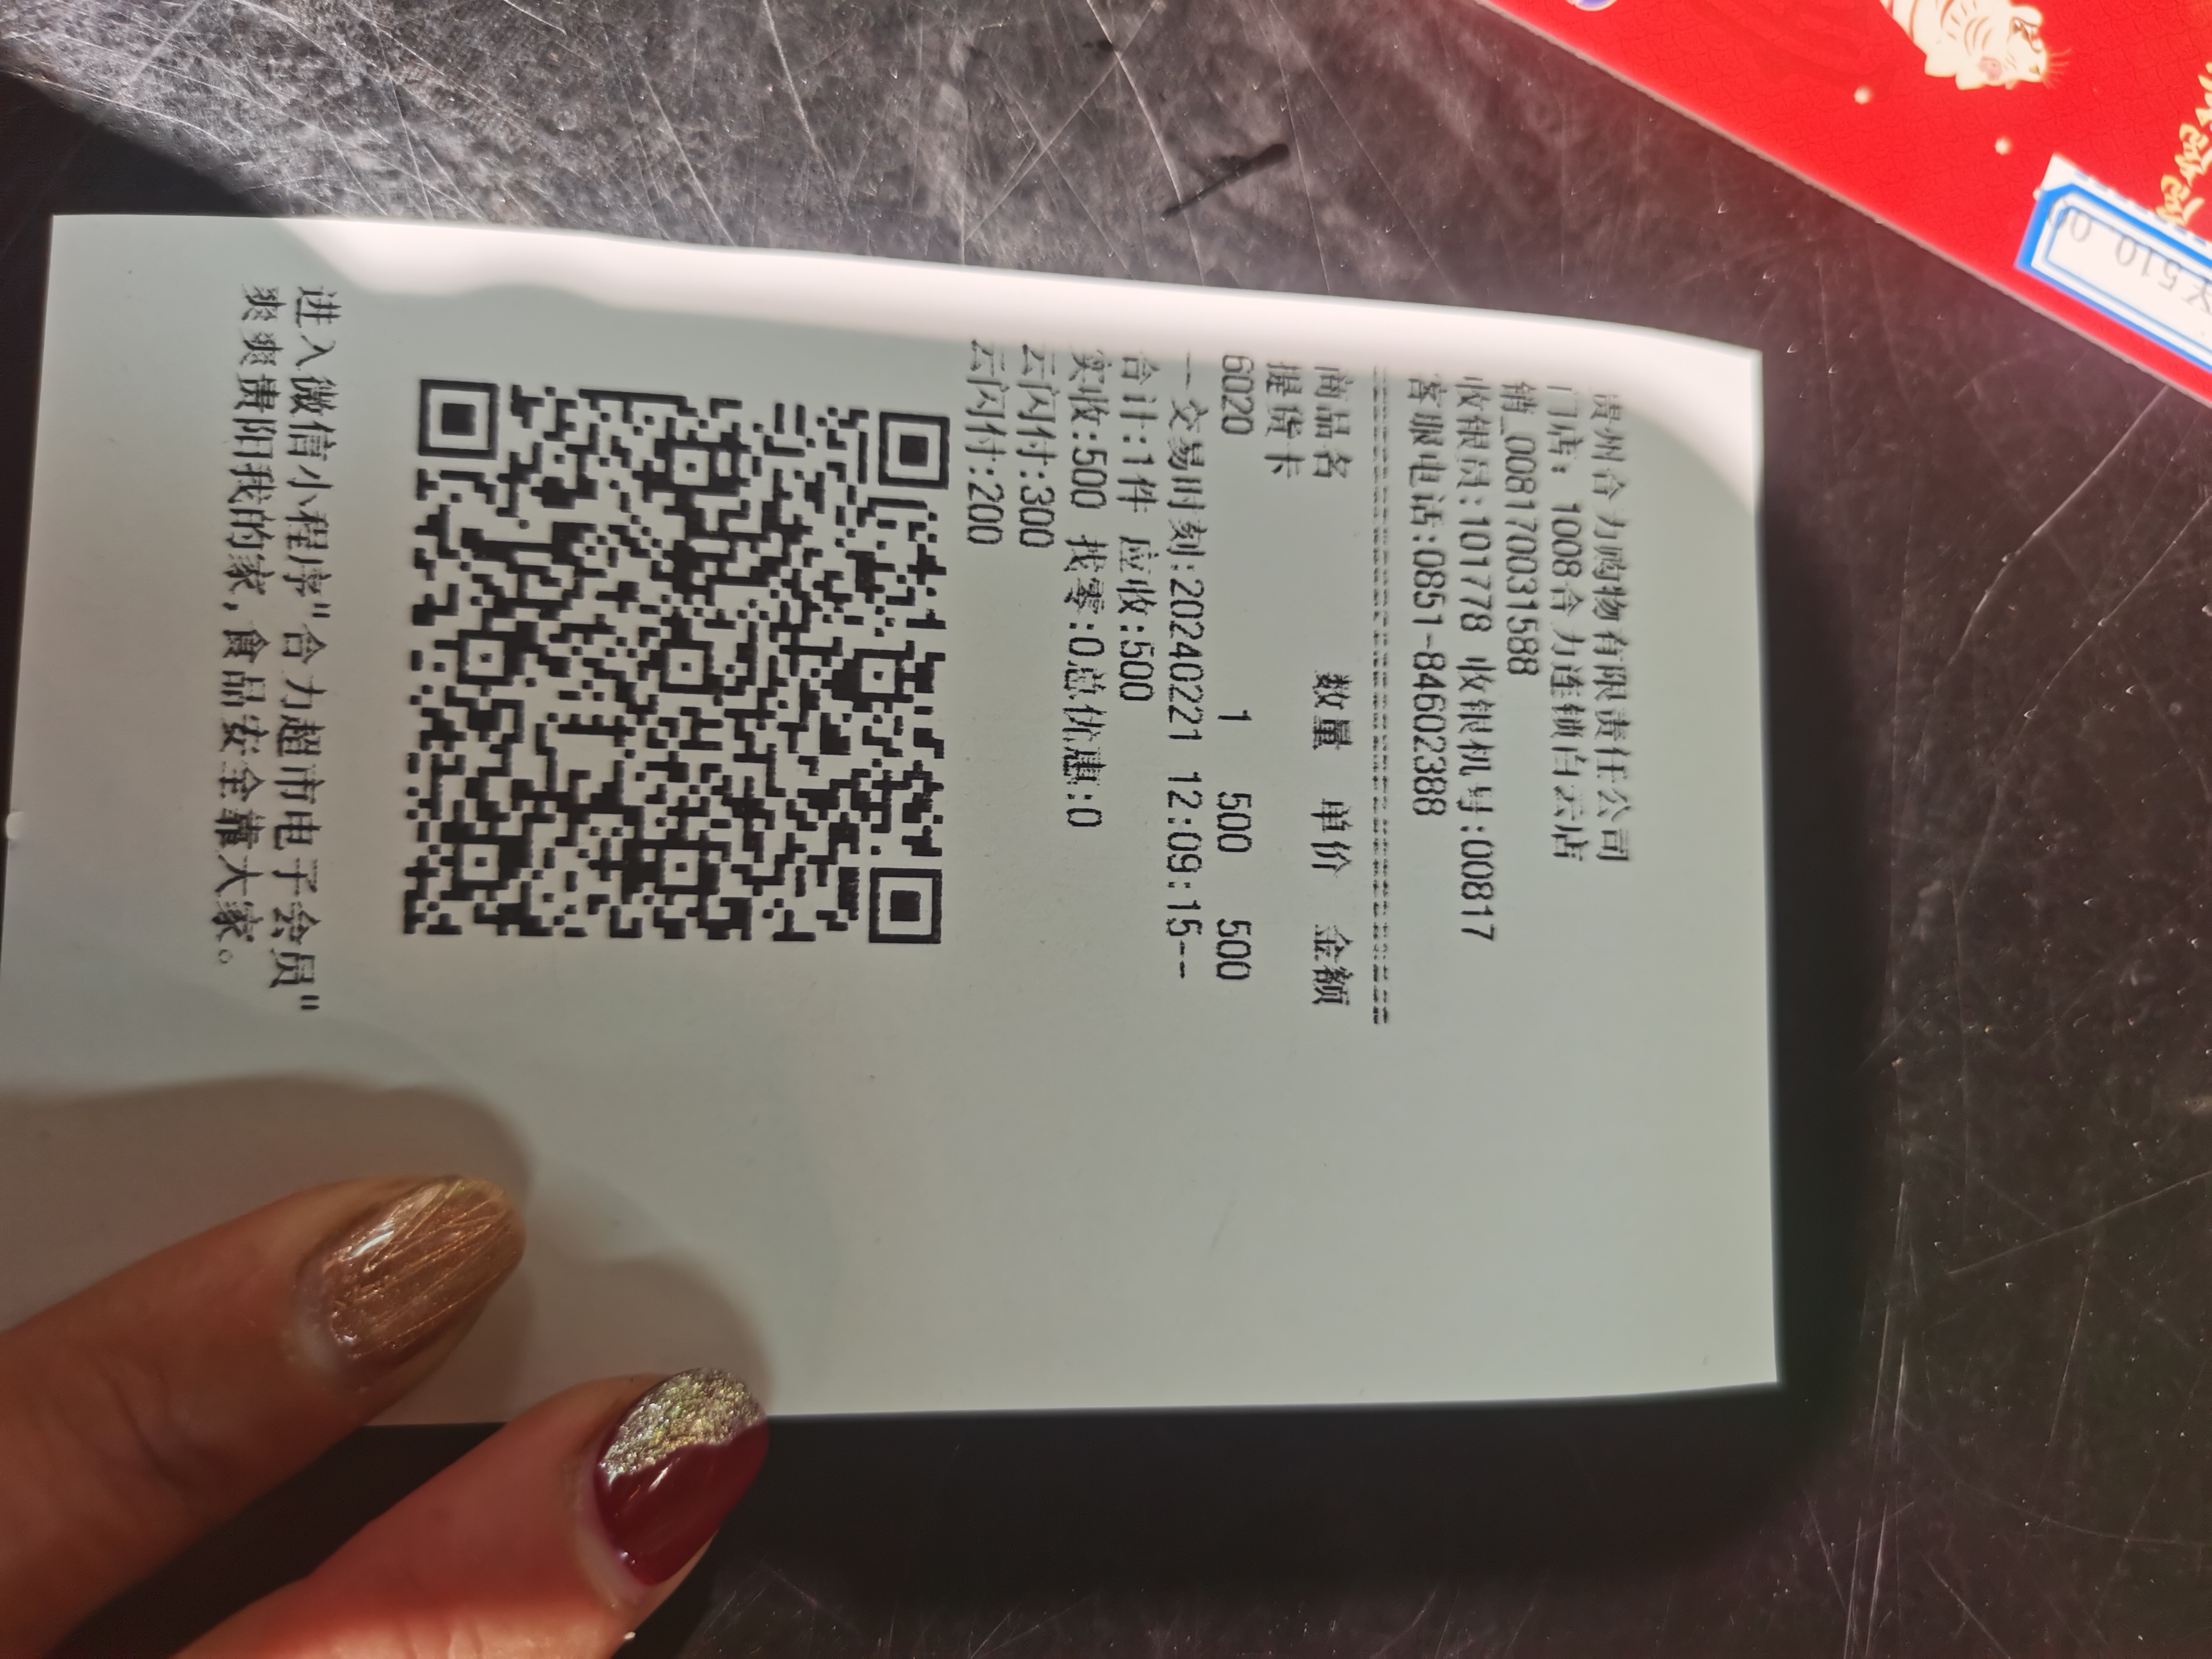 贵州合力购物有限责任公司
门店：1008合力连锁白云店
销_008170031588
收银员:101778 收银机号:00817
客服电话:0851-84602388
商品名 数量 单价 金额
提货卡
6020 1 500 500
--交易时刻:20240221 12:09:15--
合计:1件 应收:500
实收:500 找零:0总优惠:0
云闪付:300
云闪付:200
进入微信小程序"合力超市电子会员"
爽爽贵阳我的家，食品安全靠大家。